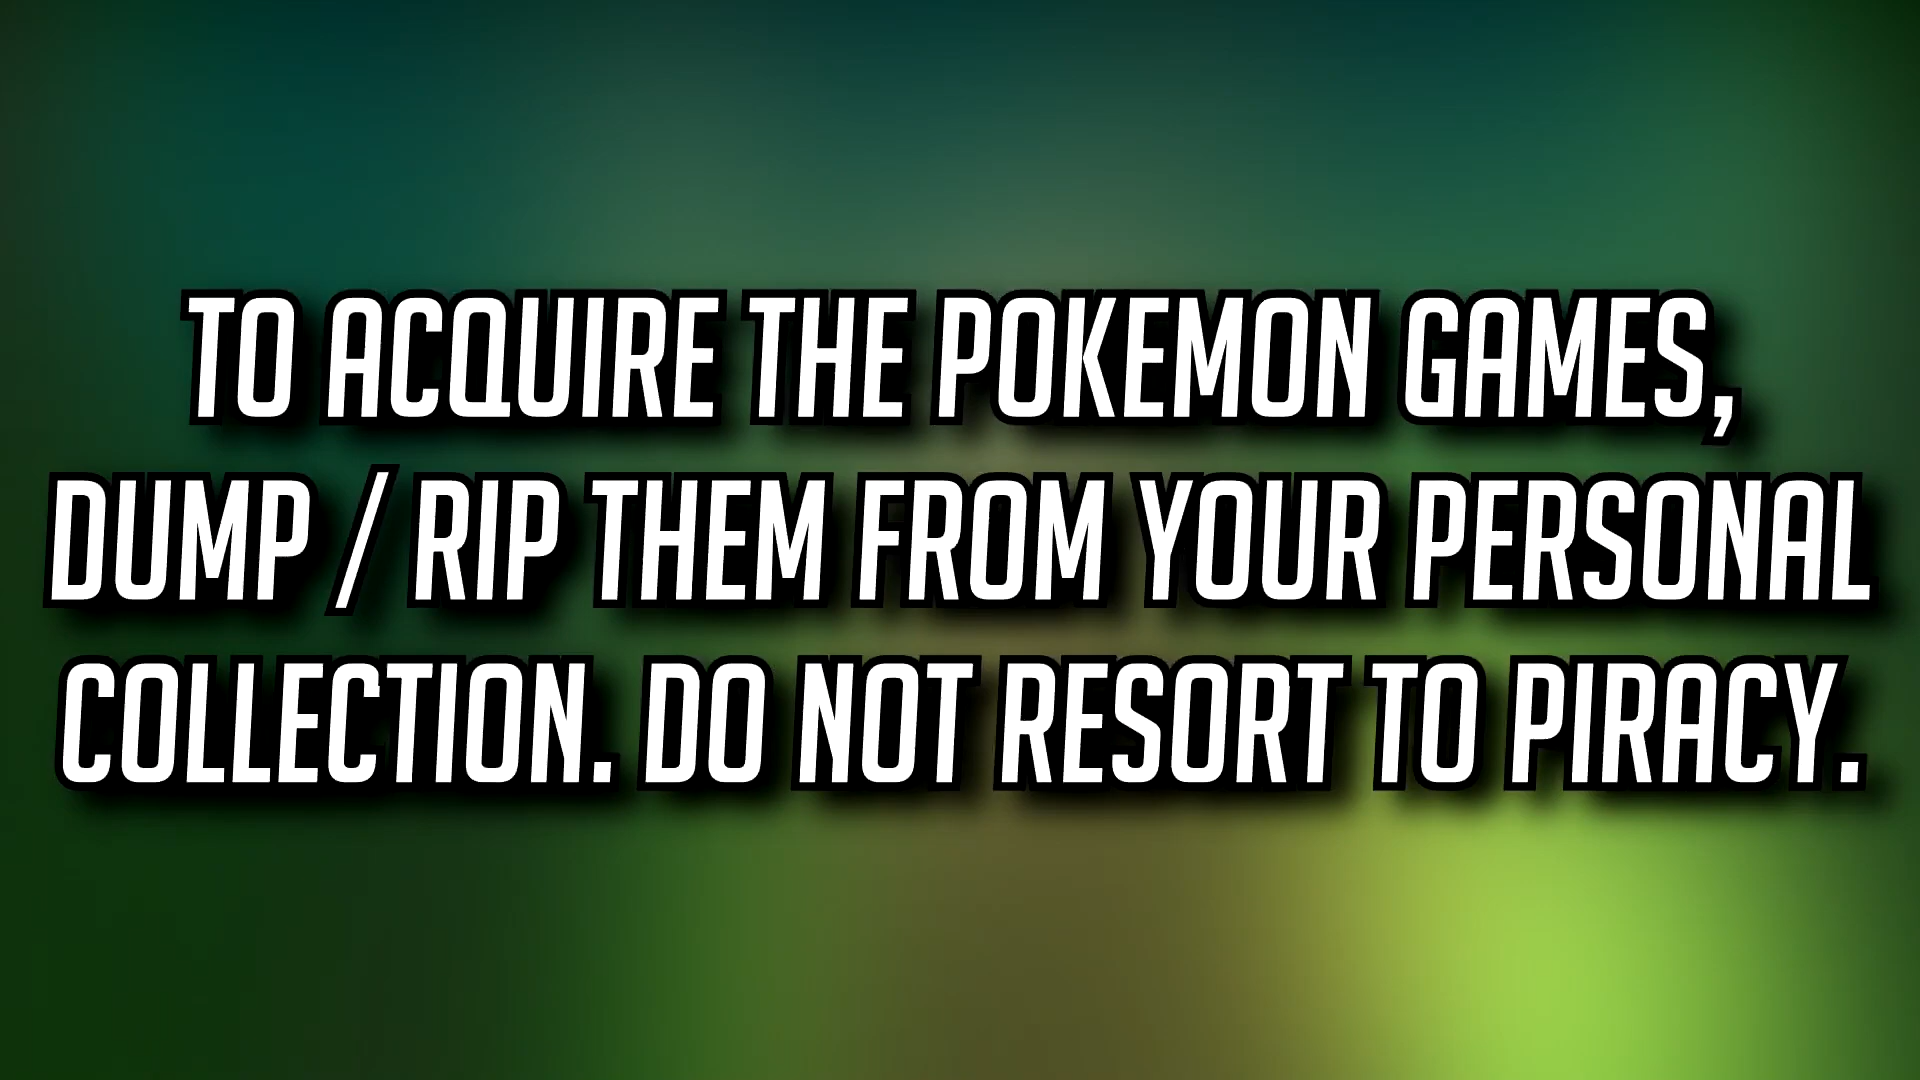 TO ACQUIRE THE POKEMON GAMES,
DUMP / RIP THEM FROM YOUR PERSONAL
COLLECTION. DO NOT RESORT TO PIRACY.